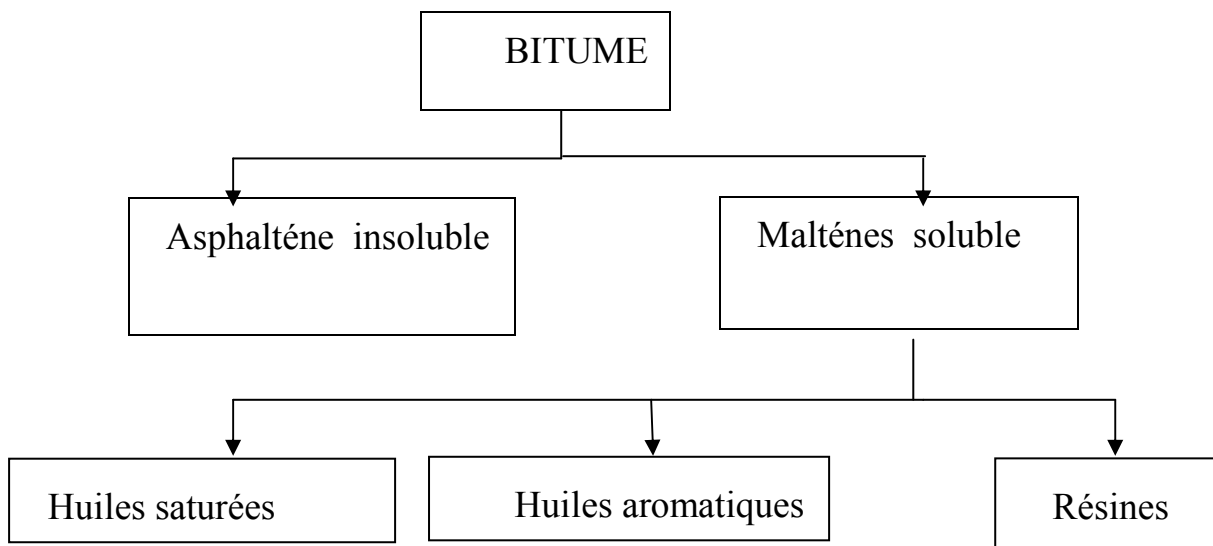 BITUME
Asphalténe insoluble
Malténes soluble
Huiles saturées
Huiles aromatiques
Résines